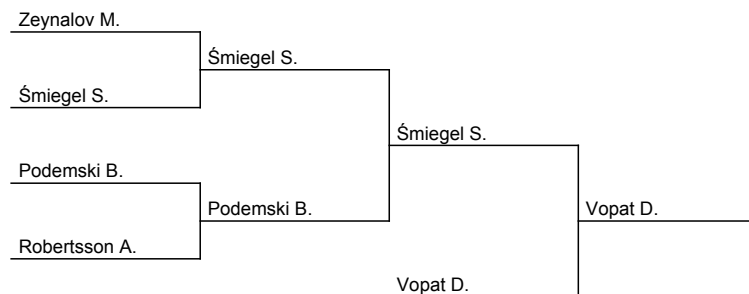 Zeynalov M.
Śmiegel S.
Śmiegel S.
Śmiegel S.
Podemski B.
Podemski B.
Vopat D.
Robertsson A.
Vopat D.